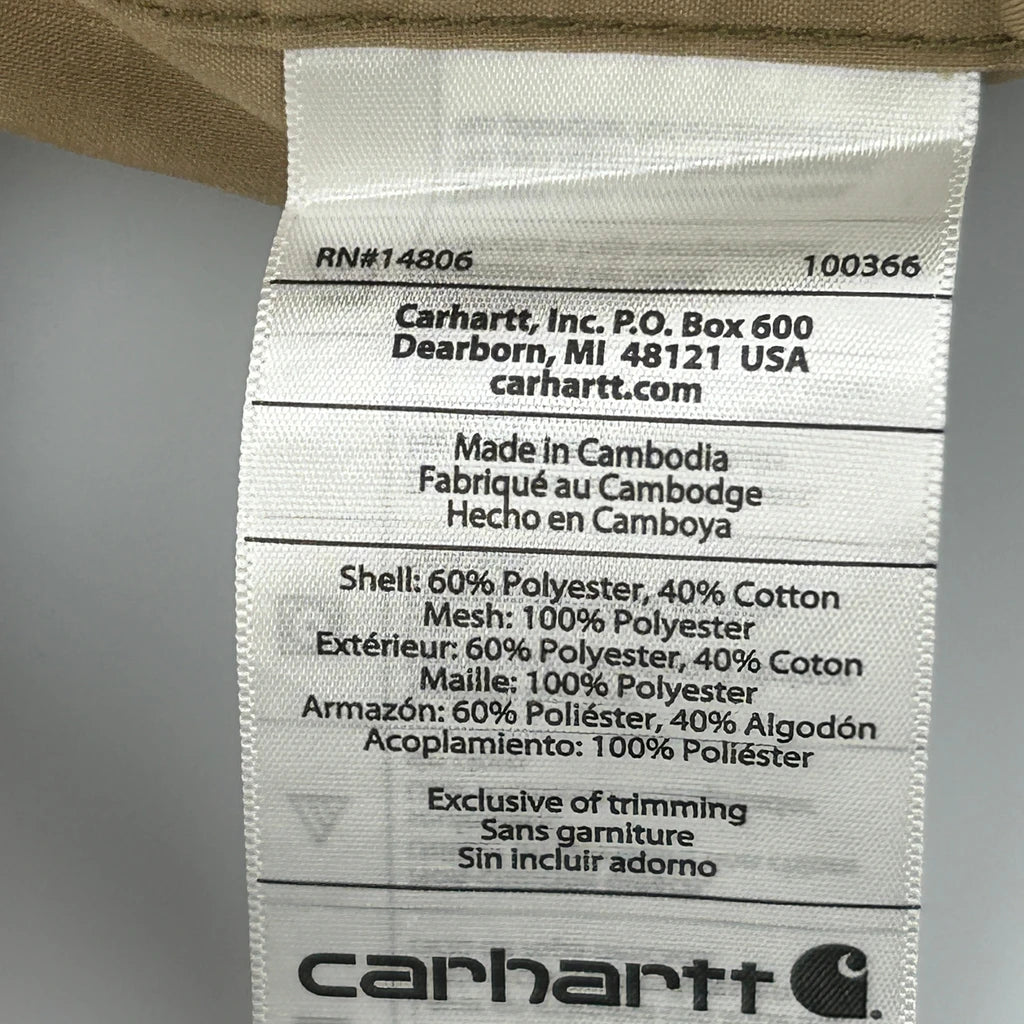 RN#14806 100366
Carhartt, Inc. P.O. Box 600
Dearborn, MI 48121 USA
carhartt.com
Made in Cambodia
Fabriqué au Cambodge
Hecho en Camboya
Shell: 60% Polyester, 40% Cotton
Mesh: 100% Polyester
Extérieur: 60% Polyester, 40% Coton
Maille: 100% Polyester
Armazón: 60% Poliéster, 40% Algodón
Acoplamiento: 100% Poliéster
Exclusive of trimming
Sans garniture
Sin incluir adorno
carhartt